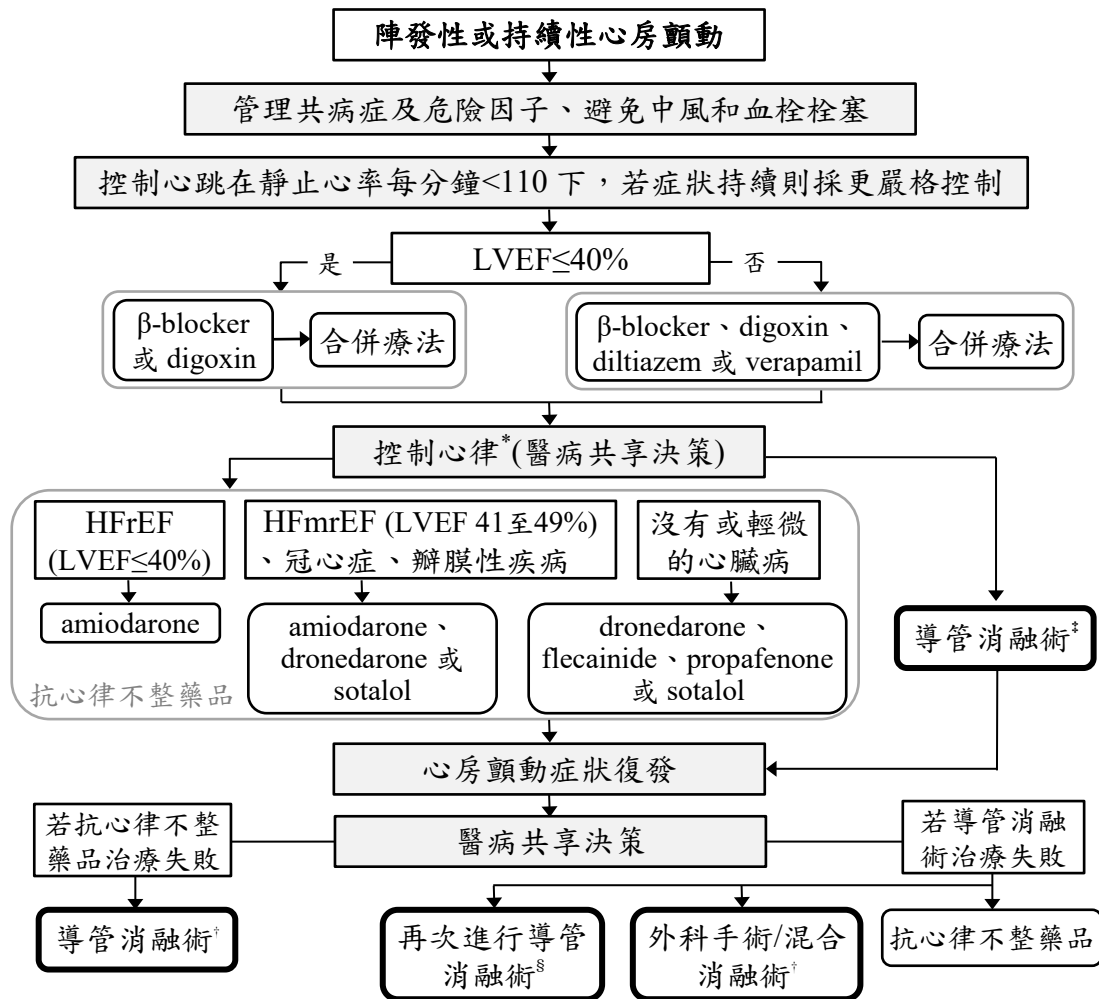 陣發性或持續性心房顫動
管理共病症及危險因子、避免中風和血栓栓塞
控制心跳在靜止心率每分鐘<110 下，若症狀持續則採更嚴格控制
LVEF≤40%
是
否
β-blocker
或 digoxin
合併療法
β-blocker、digoxin、
diltiazem 或 verapamil
合併療法
控制心律*(醫病共享決策)
HFrEF
(LVEF≤40%)
HFmrEF (LVEF 41至49%)
、冠心症、瓣膜性疾病
沒有或輕微
的心臟病
amiodarone
amiodarone、
dronedarone 或
sotalol
dronedarone、
flecainide、propafenone
或 sotalol
抗心律不整藥品
導管消融術‡
心房顫動症狀復發
若抗心律不整
藥品治療失敗
醫病共享決策
若導管消融
術治療失敗
導管消融術†
再次進行導管
消融術§
外科手術/混合
消融術†
抗心律不整藥品